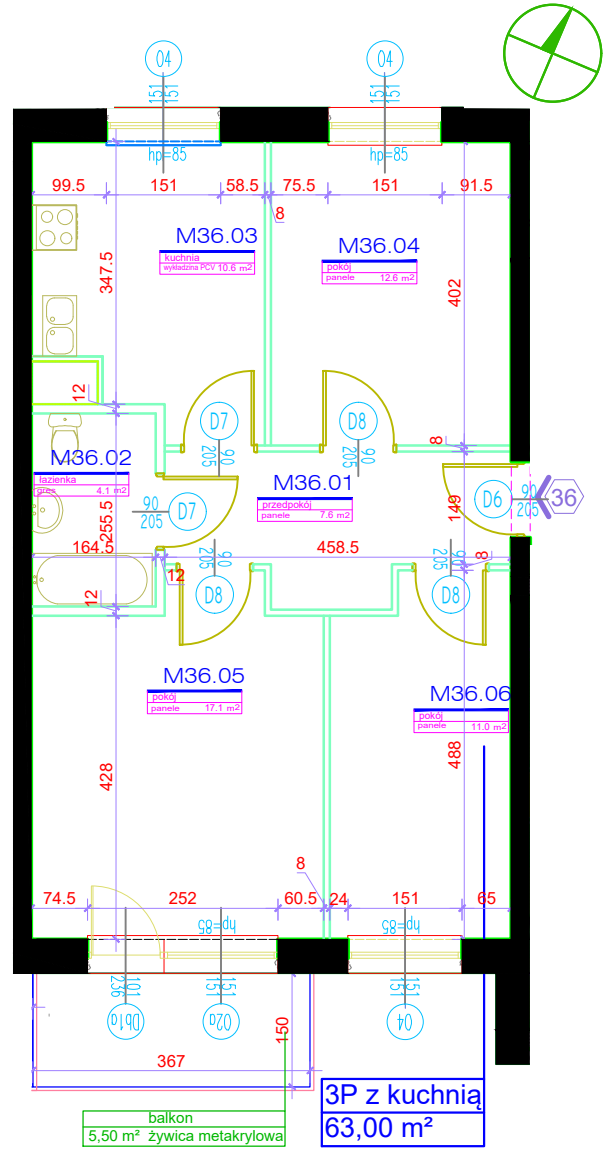 O4
O4
151
151
151
151
hp=85
hp=85
99.5
151
58.5
75.5
151
91.5
8
M36.03
kuchnia
wykładzina PCV 10.6 m²
M36.04
pokój
panele 12.6 m²
347.5
402
12
D7
90
205
D8
90
205
8
M36.02
łazienka
gres 4.1 m²
M36.01
przedpokój
panele 7.6 m²
90
205
D7
D6
90
205
36
149
255.5
164.5
458.5
12
8
12
90
205
D8
90
205
D8
M36.05
pokój
panele 17.1 m²
M36.06
pokój
panele 11.0 m²
428
488
8
74.5
252
60.5
24
151
65
hp=85
hp=85
101
236
151
151
151
151
Db1a
O2a
O4
150
367
3P z kuchnią
63,00 m²
balkon
5,50 m² żywica metakrylowa